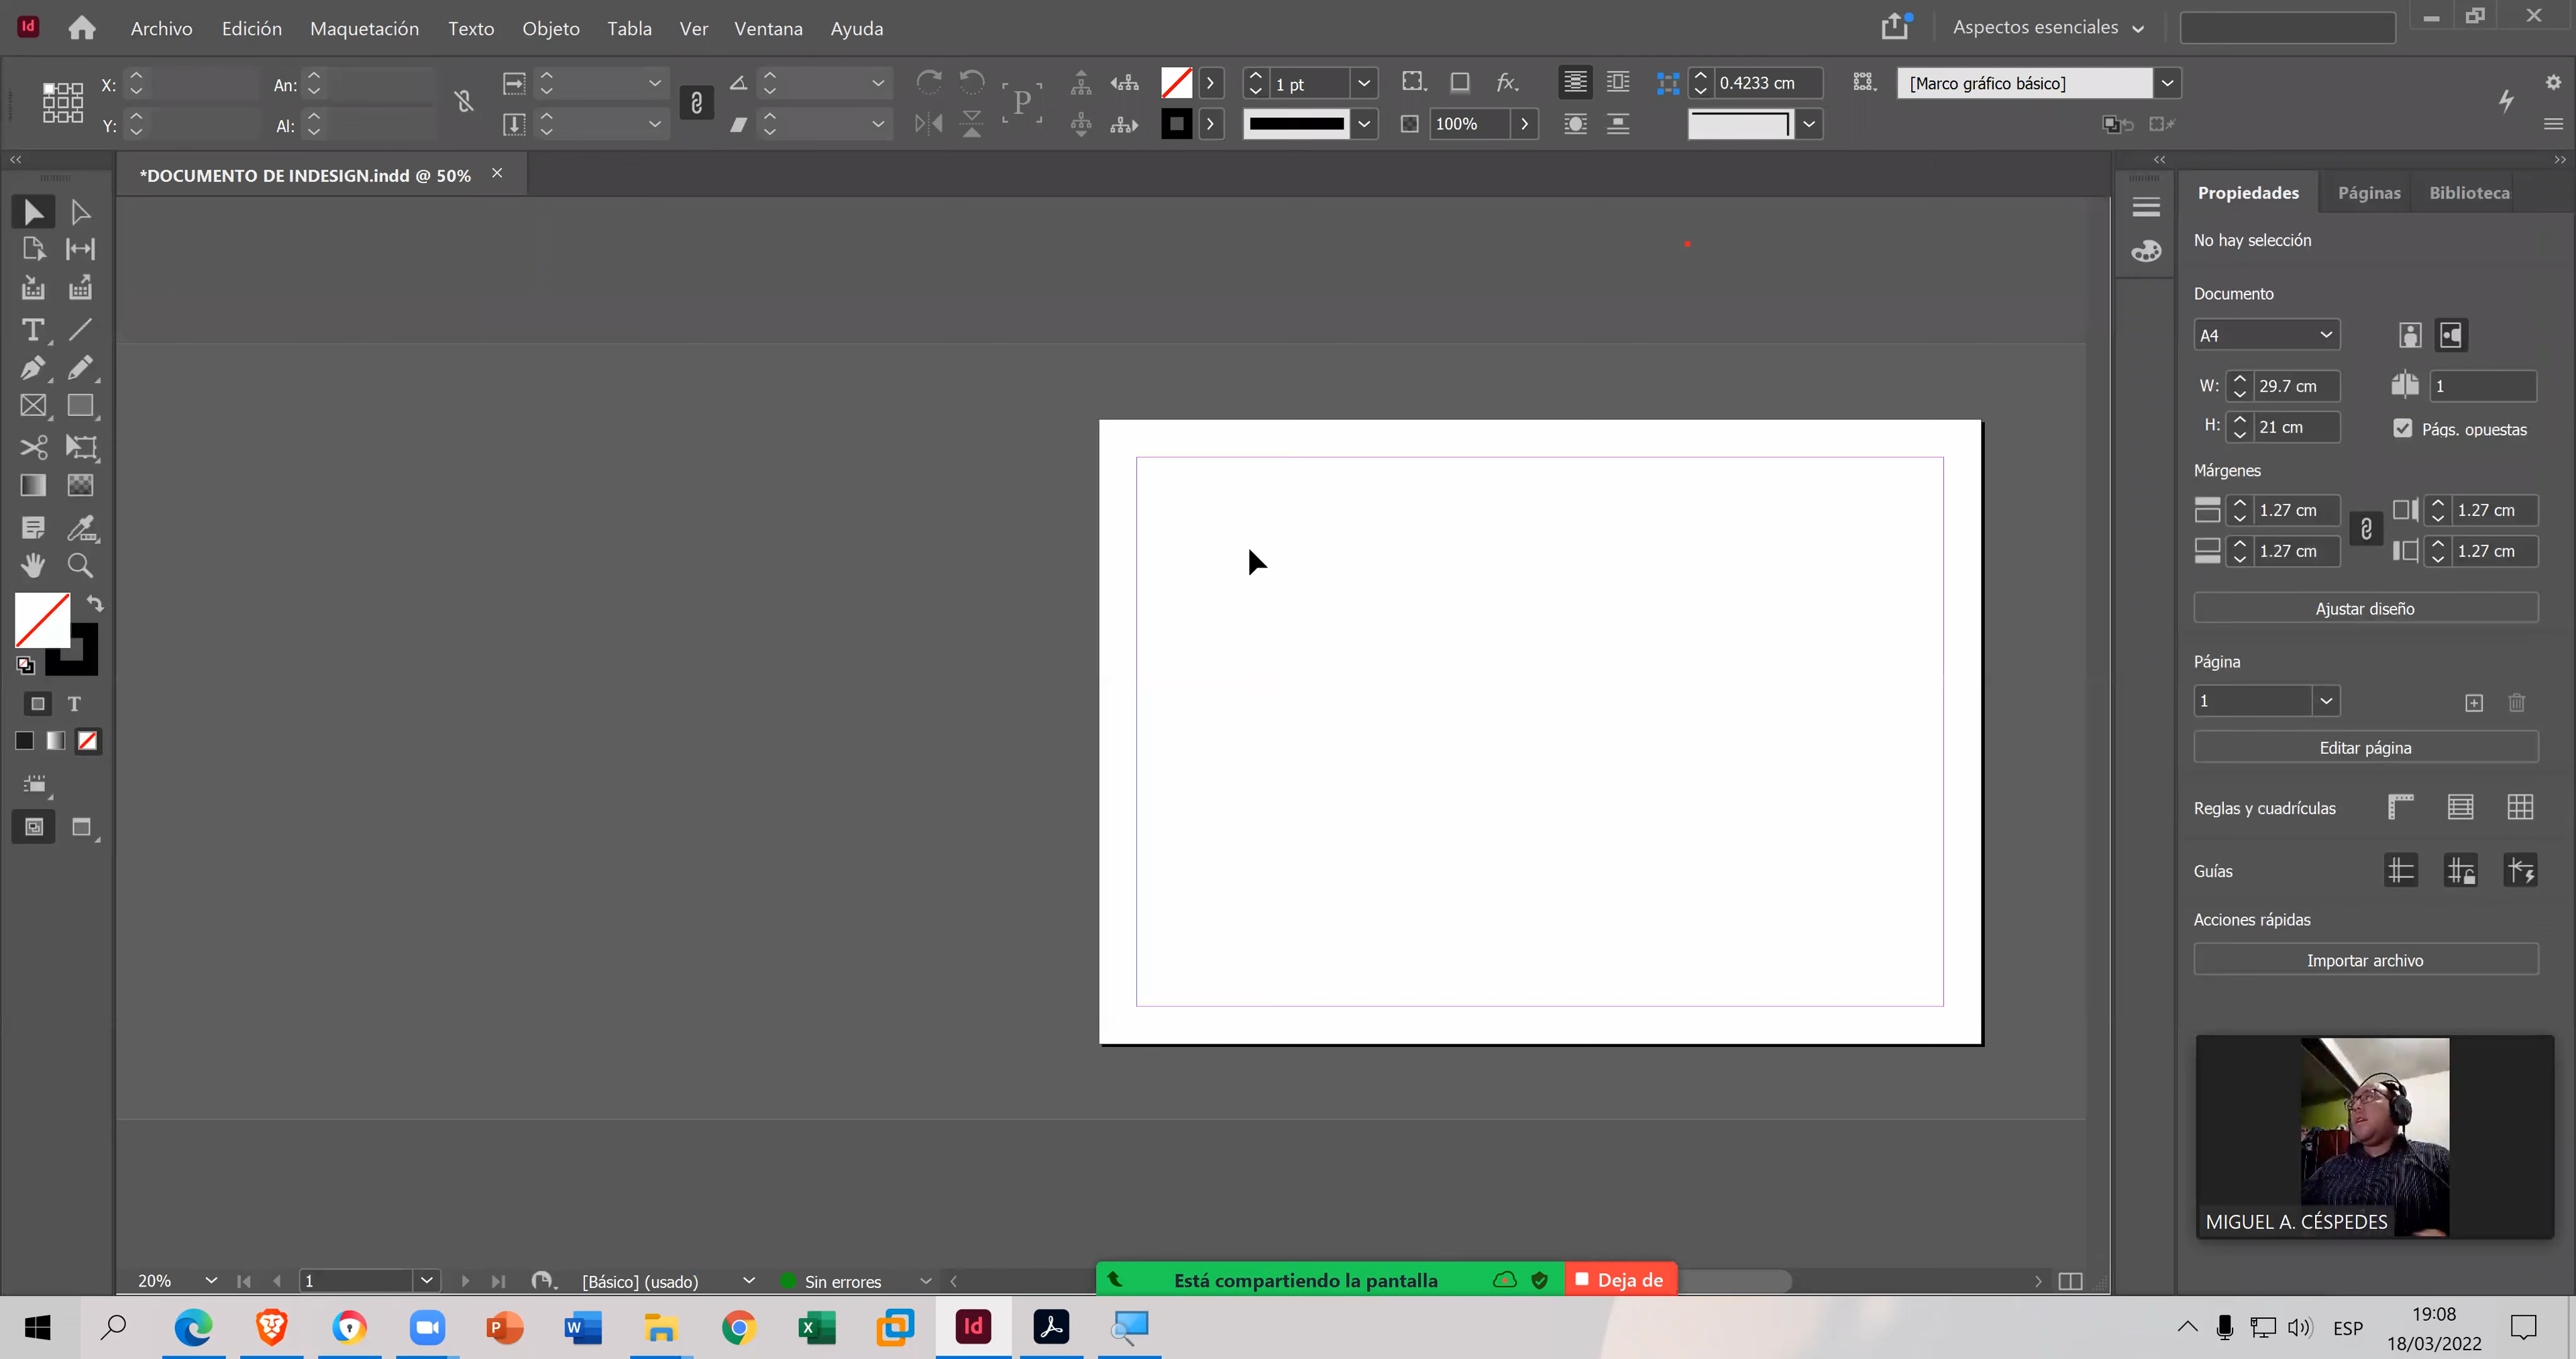 Id Archivo Edición Maquetación Texto Objeto Tabla Ver Ventana Ayuda Aspectos esenciales
X: An: 1 pt fx. 0.4233 cm [Marco gráfico básico]
Y: Al: P 100%
*DOCUMENTO DE INDESIGN.indd @ 50%
Propiedades Páginas Biblioteca
No hay selección
Documento
A4
W: 29.7 cm 1
H: 21 cm Págs. opuestas
Márgenes
1.27 cm 1.27 cm
1.27 cm 1.27 cm
Ajustar diseño
Página
1
Editar página
Reglas y cuadrículas
Guías
Acciones rápidas
Importar archivo
T
T
MIGUEL A. CÉSPEDES
20% 1 [Básico] (usado) Sin errores
Está compartiendo la pantalla Deja de
P W X Id
ESP
19:08
18/03/2022